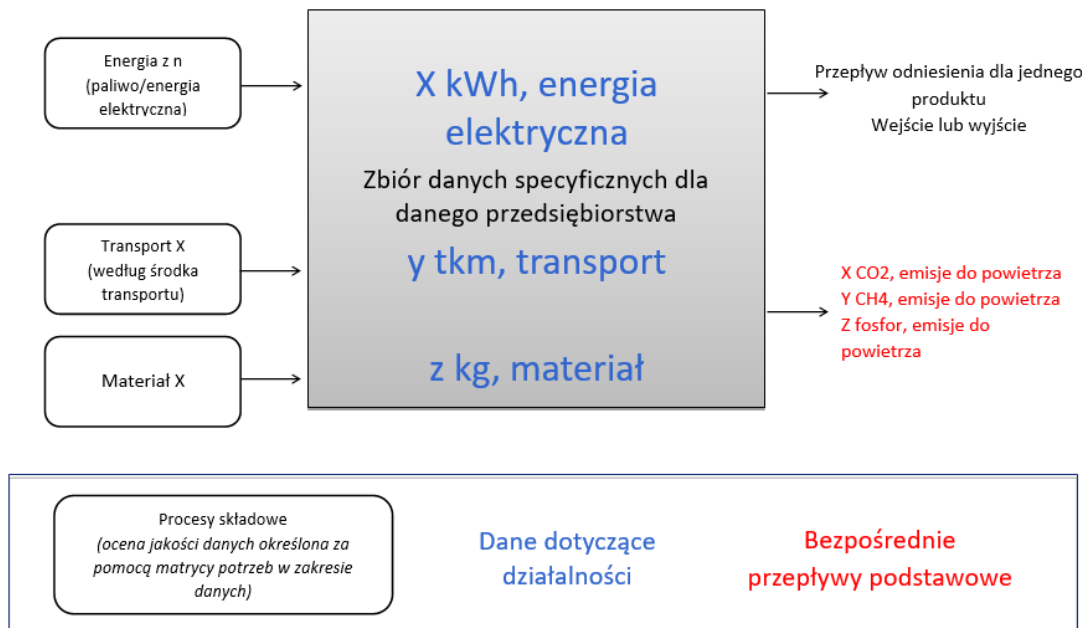 Energia z n
(paliwo/energia
elektryczna)
X kWh, energia
elektryczna
Zbiór danych specyficznych dla
danego przedsiębiorstwa
y tkm, transport
z kg, materiał
Przepływ odniesienia dla jednego
produktu
Wejście lub wyjście
Transport X
(według środka
transportu)
X CO2, emisje do powietrza
Y CH4, emisje do powietrza
Z fosfor, emisje do
powietrza
Materiał X
Procesy składowe
(ocena jakości danych określona za
pomocą matrycy potrzeb w zakresie
danych)
Dane dotyczące
działalności
Bezpośrednie
przepływy podstawowe